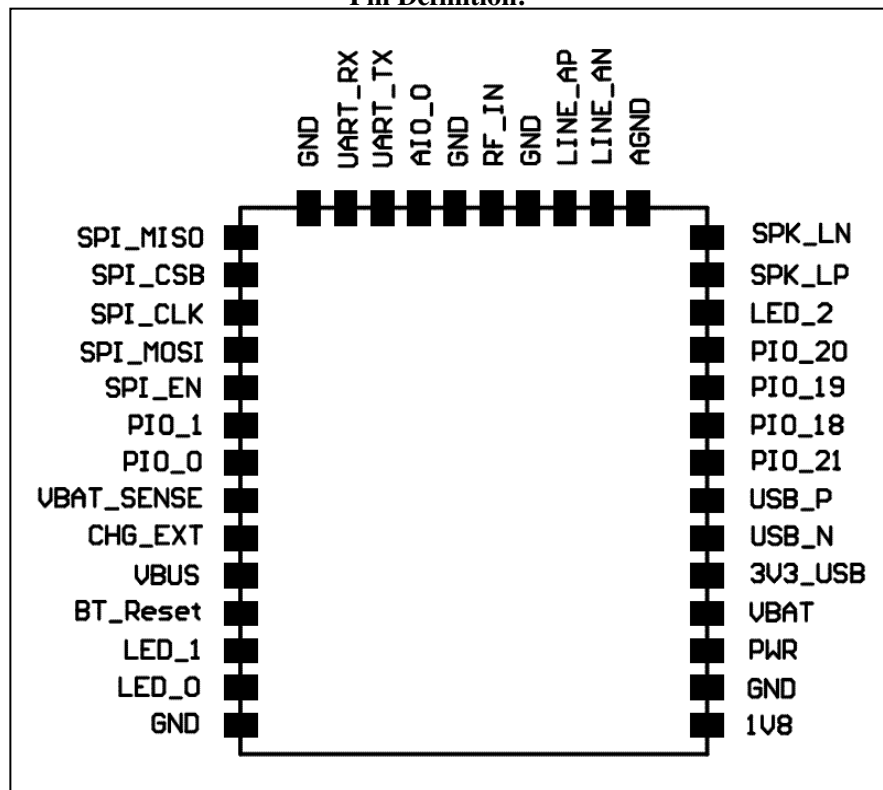 Pin Definition:
GND
UART_RX
UART_TX
AIO_0
GND
RF_IN
GND
LINE_AP
LINE_AN
AGND
SPI_MISO
SPI_CSB
SPI_CLK
SPI_MOSI
SPI_EN
PIO_1
PIO_0
VBAT_SENSE
CHG_EXT
VBUS
BT_Reset
LED_1
LED_0
GND
SPK_LN
SPK_LP
LED_2
PIO_20
PIO_19
PIO_18
PIO_21
USB_P
USB_N
3V3_USB
VBAT
PWR
GND
1V8